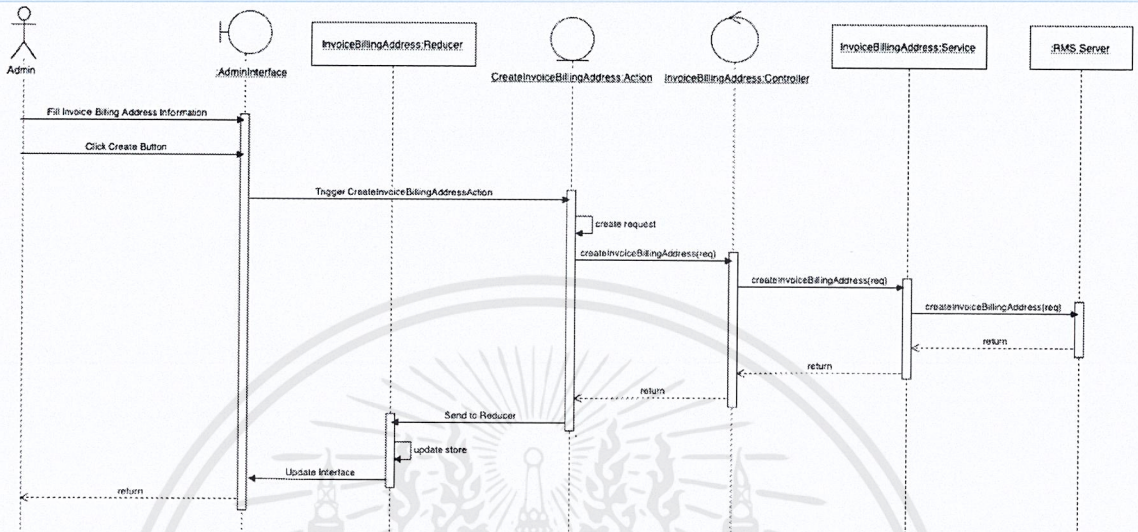 Admin
:AdminInterface
InvoiceBillingAddress:Reducer
CreateInvoiceBillingAddress:Action
InvoiceBillingAddress:Controller
InvoiceBillingAddress:Service
:RMS Server
Fill Invoice Billing Address Information
Click Create Button
Trigger CreateInvoiceBillingAddressAction
create request
createInvoiceBillingAddress(req)
createInvoiceBillingAddress(req)
createInvoiceBillingAddress(req)
return
return
return
Send to Reducer
update store
Update Interface
return